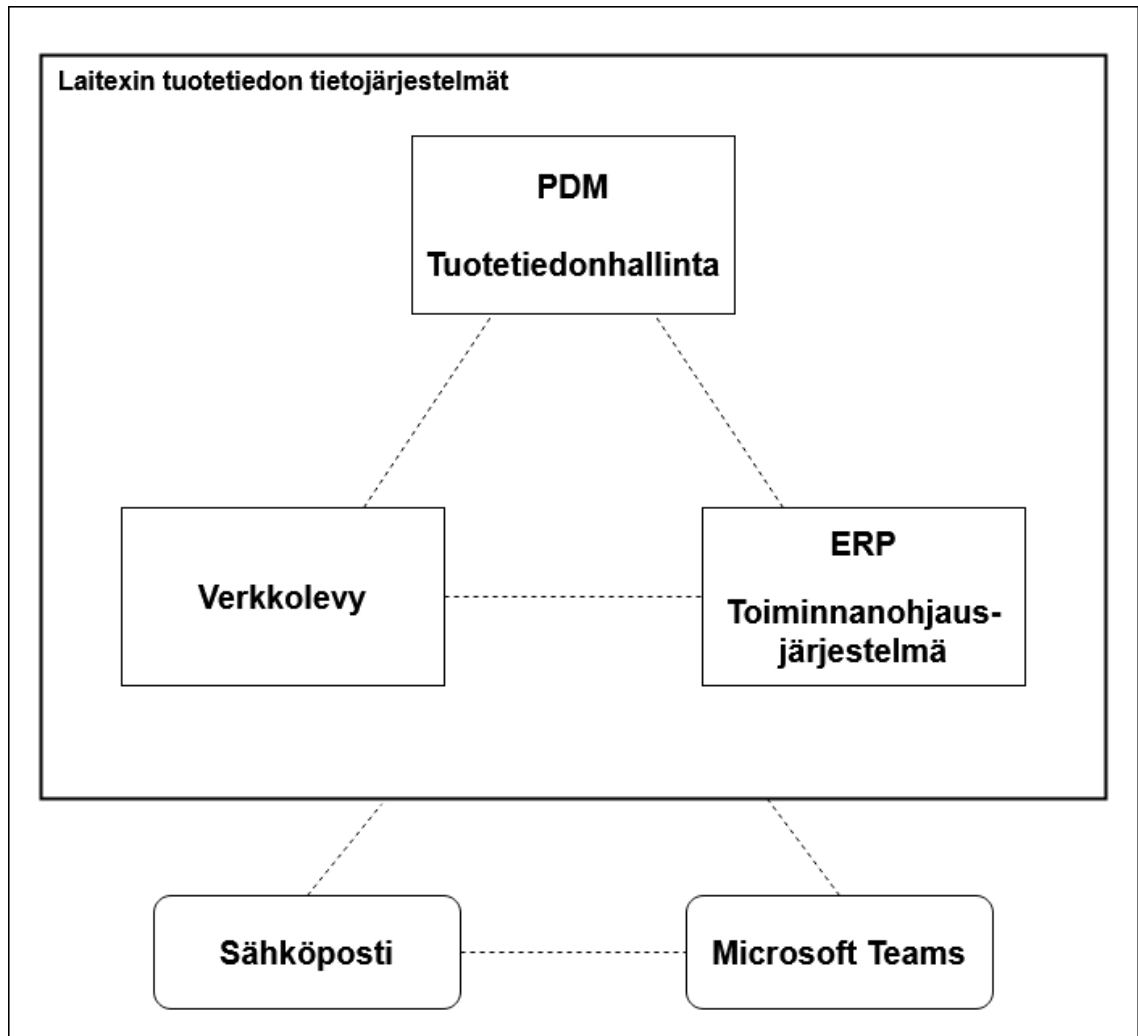 Laitexin tuotetiedon tietojärjestelmät
PDM
Tuotetiedonhallinta
Verkkolevy
ERP
Toiminnanohjaus-
järjestelmä
Sähköposti
Microsoft Teams